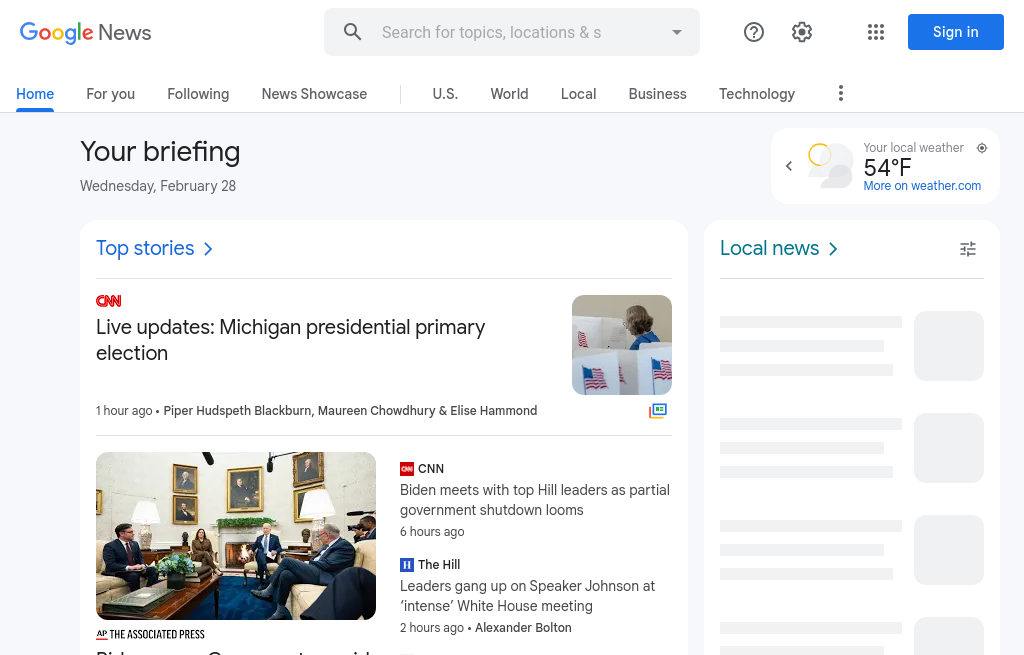 Google News
Search for topics, locations & s
Sign in
Home
For you
Following
News Showcase
U.S.
World
Local
Business
Technology
Your briefing
Wednesday, February 28
Your local weather
54°F
More on weather.com
Top stories
Local news
CNN
Live updates: Michigan presidential primary
election
1 hour ago • Piper Hudspeth Blackburn, Maureen Chowdhury & Elise Hammond
CNN
Biden meets with top Hill leaders as partial
government shutdown looms
6 hours ago
The Hill
Leaders gang up on Speaker Johnson at
‘intense’ White House meeting
2 hours ago • Alexander Bolton
AP THE ASSOCIATED PRESS